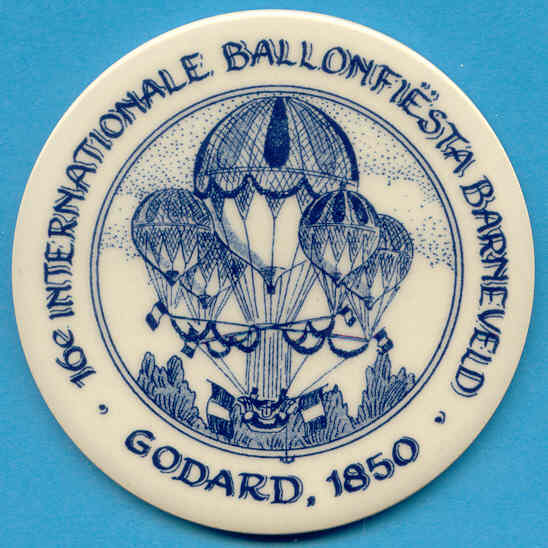 16e INTERNATIONALE BALLONFIËSTA BARNEVELD
GODARD, 1850